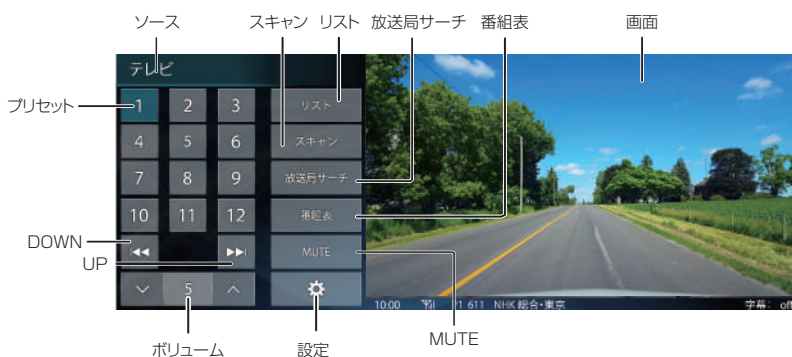 ソース スキャン リスト 放送局サーチ 番組表 画面
テレビ
プリセット
1 2 3 リスト
4 5 6 スキャン
7 8 9 放送局サーチ
10 11 12 番組表
DOWN
UP
MUTE
5
10:00 611 NHK 総合・東京 字幕: off
MUTE
ボリューム 設定